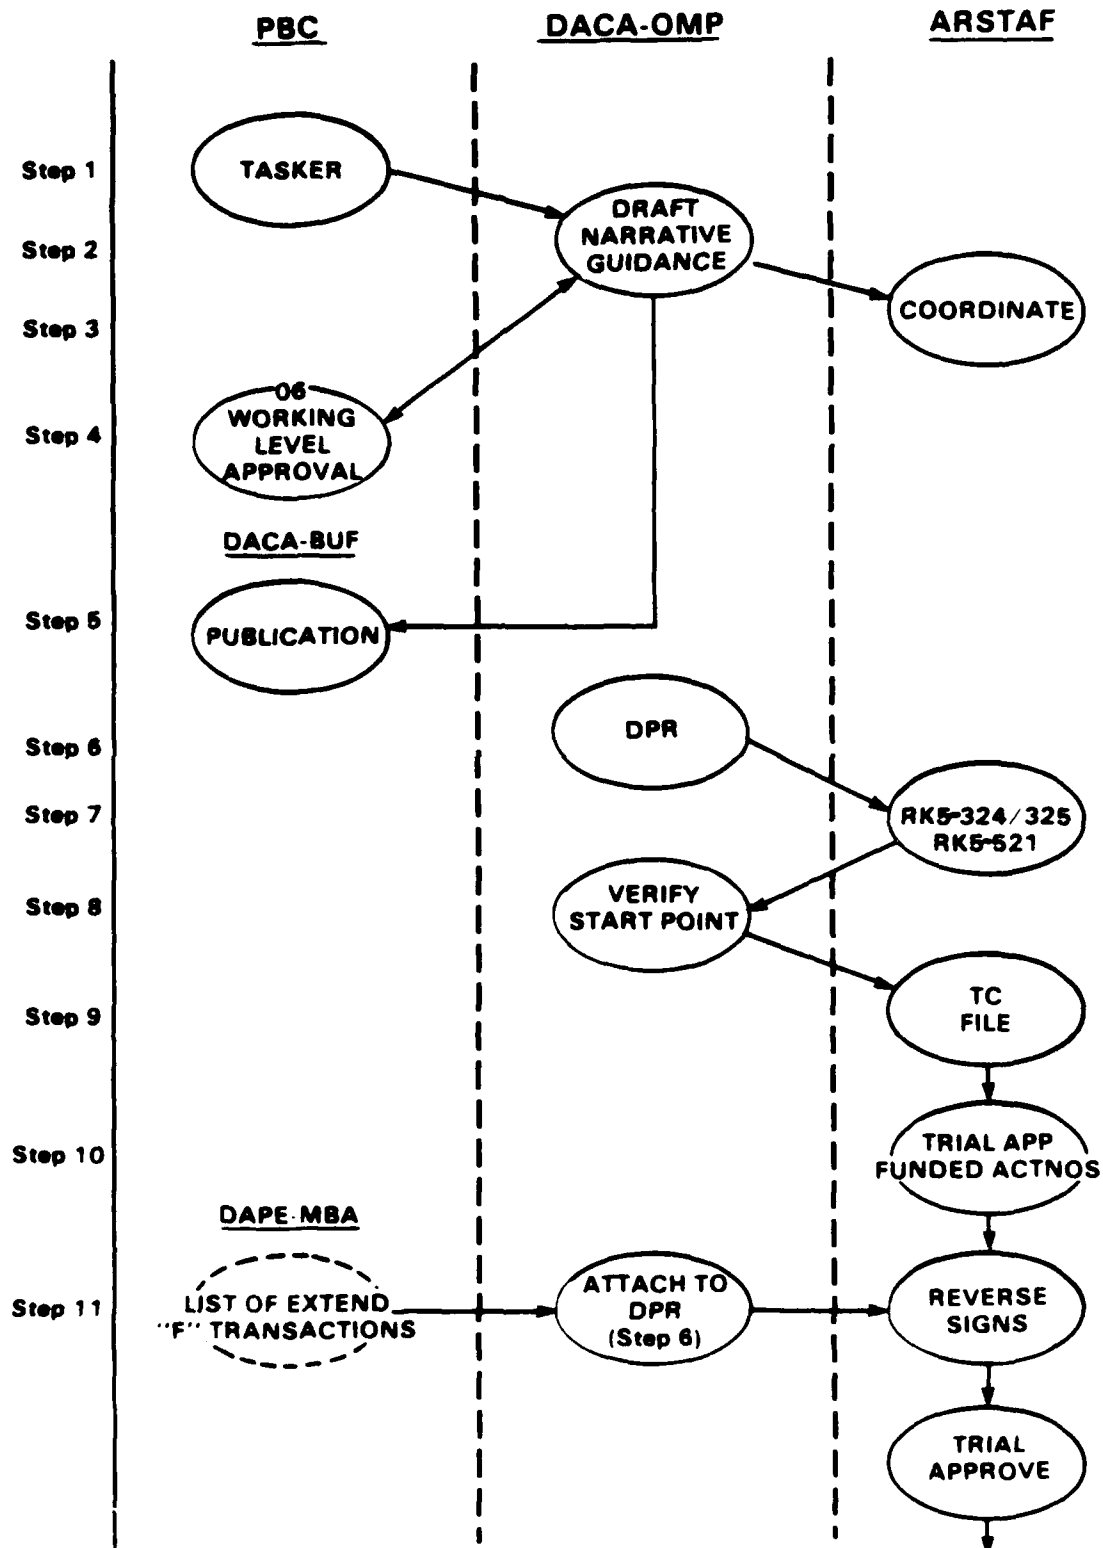 PBC
DACA-OMP
ARSTAF
Step 1
TASKER
Step 2
DRAFT
NARRATIVE
GUIDANCE
Step 3
COORDINATE
Step 4
06
WORKING
LEVEL
APPROVAL
DACA-BUF
Step 5
PUBLICATION
Step 6
DPR
Step 7
RK5-324/325
RK5-521
Step 8
VERIFY
START POINT
Step 9
TC
FILE
Step 10
TRIAL APP
FUNDED ACTNOS
DAPE-MBA
Step 11
LIST OF EXTEND
"F" TRANSACTIONS
ATTACH TO
DPR
(Step 6)
REVERSE
SIGNS
TRIAL
APPROVE